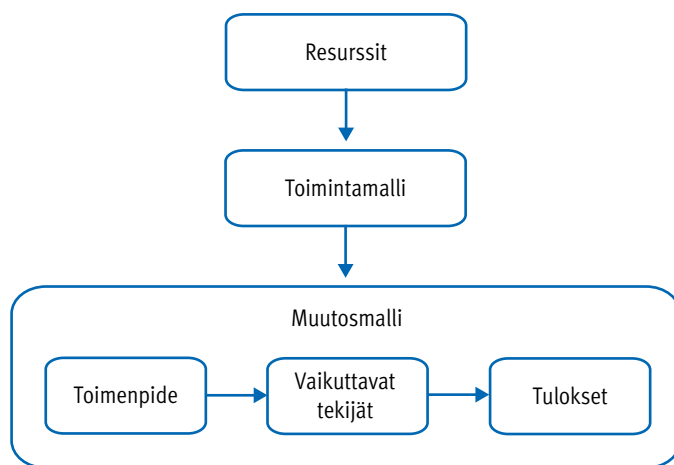 Resurssit
Toimintamalli
Muutosmalli
Toimenpide
Vaikuttavat
tekijät
Tulokset